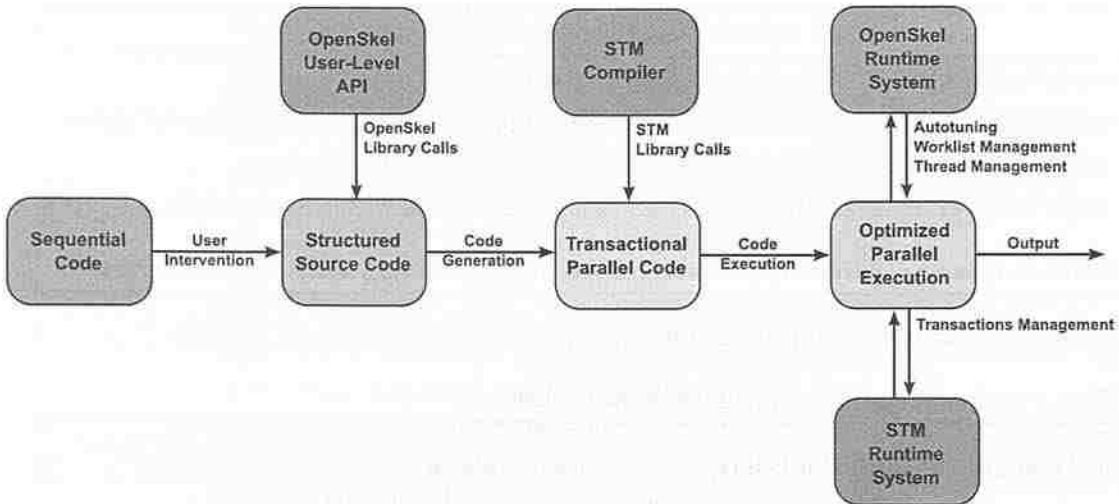 OpenSkel
User-Level
API
STM
Compiler
OpenSkel
Runtime
System
OpenSkel
Library Calls
STM
Library Calls
Autotuning
Worklist Management
Thread Management
Sequential
Code
User
Intervention
Structured
Source Code
Code
Generation
Transactional
Parallel Code
Code
Execution
Optimized
Parallel
Execution
Output
Transactions Management
STM
Runtime
System